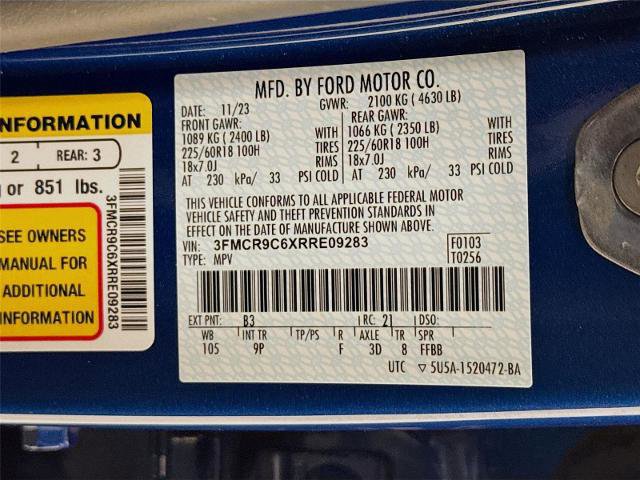 NFORMATION
2 REAR: 3
or 851 lbs.
SEE OWNERS
MANUAL FOR
ADDITIONAL
INFORMATION
3FMCR9C6XRRE09283
MFD. BY FORD MOTOR CO.
DATE: 11/23 GVWR: 2100 KG ( 4630 LB)
FRONT GAWR: REAR GAWR:
1089 KG ( 2400 LB) WITH 1066 KG ( 2350 LB) WITH
225/60R18 100H TIRES 225/60R18 100H TIRES
18x7.0J RIMS 18x7.0J RIMS
AT 230 kPa/ 33 PSI COLD AT 230 kPa/ 33 PSI COLD
THIS VEHICLE CONFORMS TO ALL APPLICABLE FEDERAL MOTOR
VEHICLE SAFETY AND THEFT PREVENTION STANDARDS IN
EFFECT ON THE DATE OF MANUFACTURE SHOWN ABOVE.
VIN: 3FMCR9C6XRRE09283 F0103
TYPE: MPV T0256
EXT PNT: B3 RC: 21 DSO:
WB INT TR TP/PS R AXLE TR SPR
105 9P F 3D 8 FFBB
UTC ▽ 5U5A-1520472-BA